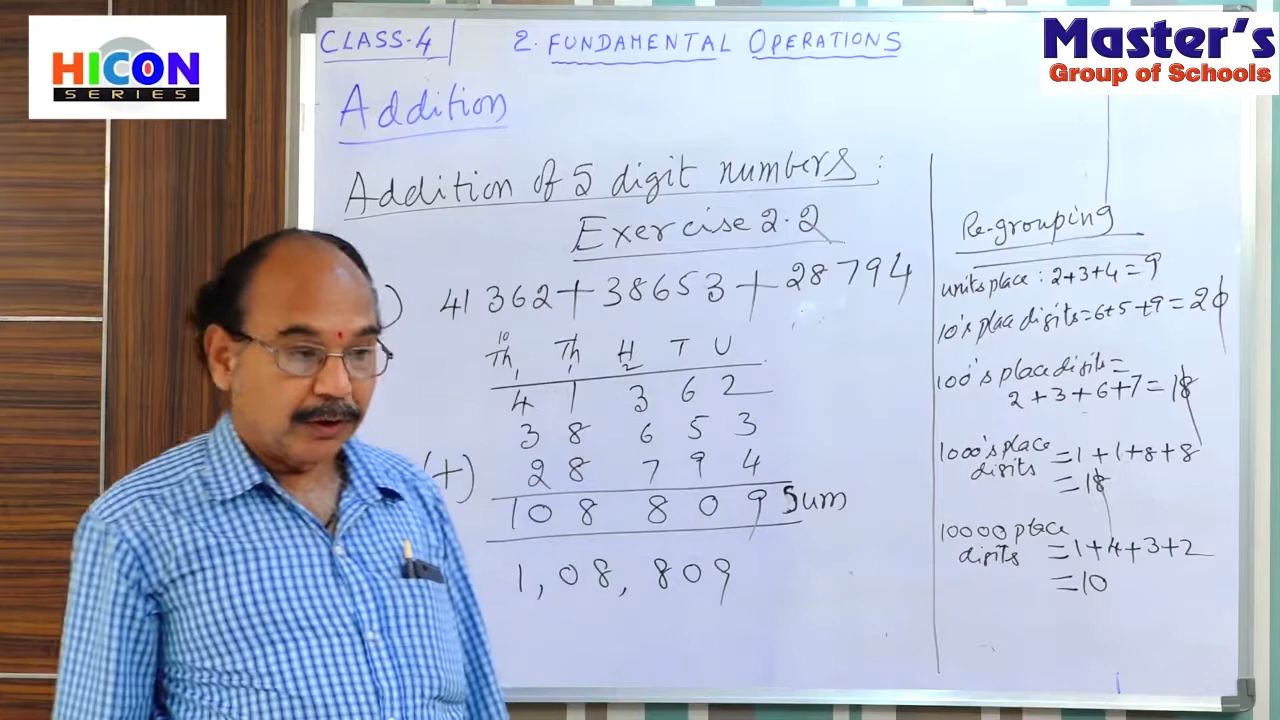 HICON
SERIES
Master's
Group of Schools
CLASS-4
2. FUNDAMENTAL OPERATIONS
Addition
Addition of 5 digit numbers:
Exercise 2.2
) 41362+38653+28794
10
Th Th H T U
1 1 2
4 1 3 6 2
3 8 6 5 3
(+) 2 8 7 9 4
10 8 8 0 9 Sum
1,08,809
Re-grouping
units place: 2+3+4=9
10's place digits=6+5+9=20
100's place digits=
2+3+6+7=18
1000's place
digits =1+1+8+8
=18
10000 place
digits =1+4+3+2
=10